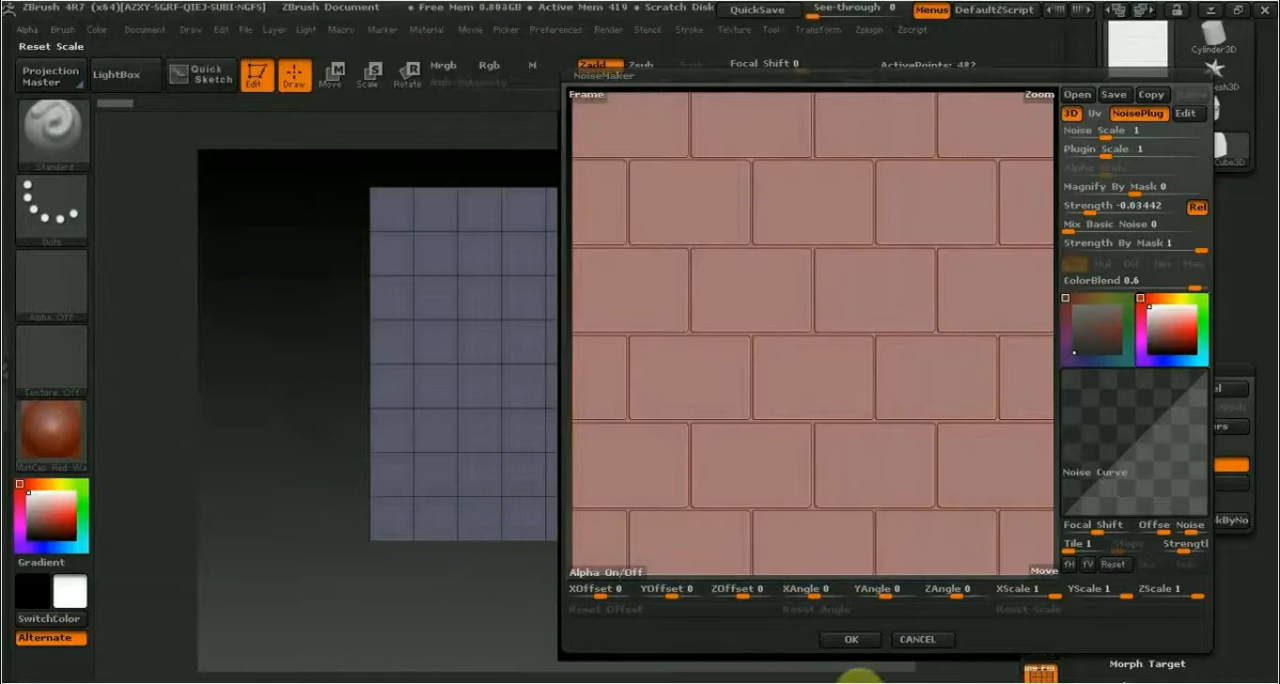 ZBrush 4R7 (x64)[AZXY-SGRF-QIEJ-SUBI-NGFS] ZBrush Document • Free Mem 8.803GB • Active Mem 419 • Scratch Disk QuickSave See-through 0 Menus DefaultZScript
Alpha Brush Color Document Draw Edit File Layer Light Macro Marker Material Movie Picker Preferences Render Stencil Stroke Texture Tool Transform Zplugin Zscript
Reset Scale
Projection Master
LightBox
Quick Sketch
Edit Draw Move Scale Rotate
Mrgb Rgb M
Zadd Zsub
Focal Shift 0
ActivePoints: 482
Cylinder3D
NoiseMaker
Frame
Zoom
Open Save Copy
3D Uv NoisePlug Edit
Noise Scale 1
Plugin Scale 1
Magnify By Mask 0
Strength -0.03442 Rel
Mix Basic Noise 0
Strength By Mask 1
ColorBlend 0.6
Noise Curve
Focal Shift Offse Noise
Tile 1 Steps Strengtl
fH fV Reset
Standard
Dots
Alpha Off
Texture Off
MatCap Red Wa
Gradient
SwitchColor
Alternate
Cube3D
Alpha On/Off
Move
XOffset 0 YOffset 0 ZOffset 0 XAngle 0 YAngle 0 ZAngle 0 XScale 1 YScale 1 ZScale 1
Reset Offset Reset Angle Reset Scale
OK CANCEL
Morph Target